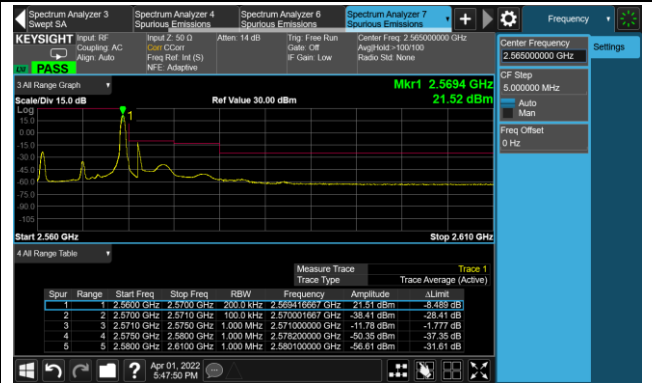 Spectrum Analyzer 3
Swept SA
Spectrum Analyzer 4
Spurious Emissions
Spectrum Analyzer 6
Spurious Emissions
Spectrum Analyzer 7
Spurious Emissions
Frequency
KEYSIGHT
Input: RF
Coupling: AC
Align: Auto
Input Z: 50 Ω
Corr CCorr
Freq Ref: Int (S)
NFE: Adaptive
Atten: 14 dB
Trig: Free Run
Gate: Off
IF Gain: Low
Center Freq: 2.565000000 GHz
Avg|Hold:>100/100
Radio Std: None
LXI
PASS
Center Frequency
2.565000000 GHz
Settings
CF Step
5.000000 MHz
Auto
Man
Freq Offset
0 Hz
3 All Range Graph
Mkr1 2.5694 GHz
Scale/Div 15.0 dB
Ref Value 30.00 dBm
21.52 dBm
Log
1
15.0
0.00
-15.0
-30.0
-45.0
-60.0
-75.0
-90.0
-105
Start 2.560 GHz
Stop 2.610 GHz
4 All Range Table
Measure Trace Trace 1
Trace Type Trace Average (Active)
Spur Range Start Freq Stop Freq RBW Frequency Amplitude ΔLimit
1 1 2.5600 GHz 2.5700 GHz 200.0 kHz 2.569416667 GHz 21.51 dBm -8.489 dB
2 2 2.5700 GHz 2.5710 GHz 100.0 kHz 2.570001667 GHz -38.41 dBm -28.41 dB
3 3 2.5710 GHz 2.5750 GHz 1.000 MHz 2.571000000 GHz -11.78 dBm -1.777 dB
4 4 2.5750 GHz 2.5800 GHz 1.000 MHz 2.578200000 GHz -50.35 dBm -37.35 dB
5 5 2.5800 GHz 2.6100 GHz 1.000 MHz 2.580100000 GHz -56.61 dBm -31.61 dB
Apr 01, 2022
5:47:50 PM